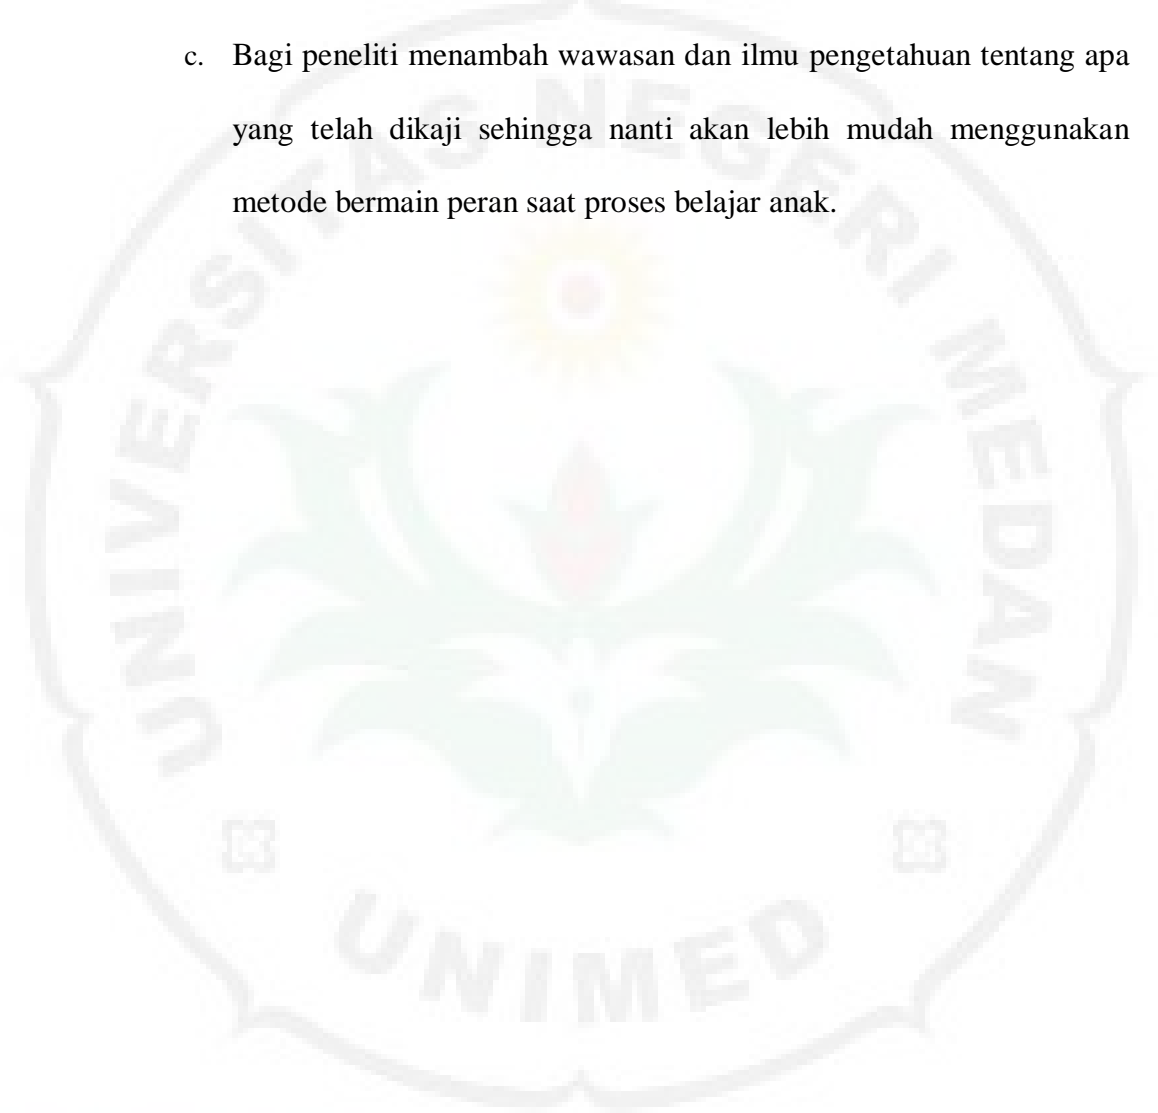 c. Bagi peneliti menambah wawasan dan ilmu pengetahuan tentang apa
yang telah dikaji sehingga nanti akan lebih mudah menggunakan
metode bermain peran saat proses belajar anak.
UNIVERSITAS NEGERI MEDAN
UNIMED